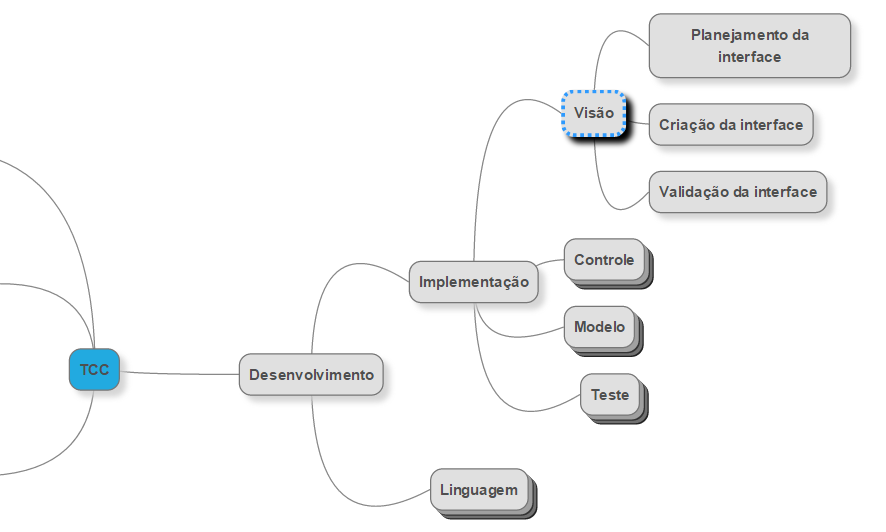 Planejamento da
interface
Visão
Criação da interface
Validação da interface
Controle
Implementação
Modelo
TCC
Desenvolvimento
Teste
Linguagem